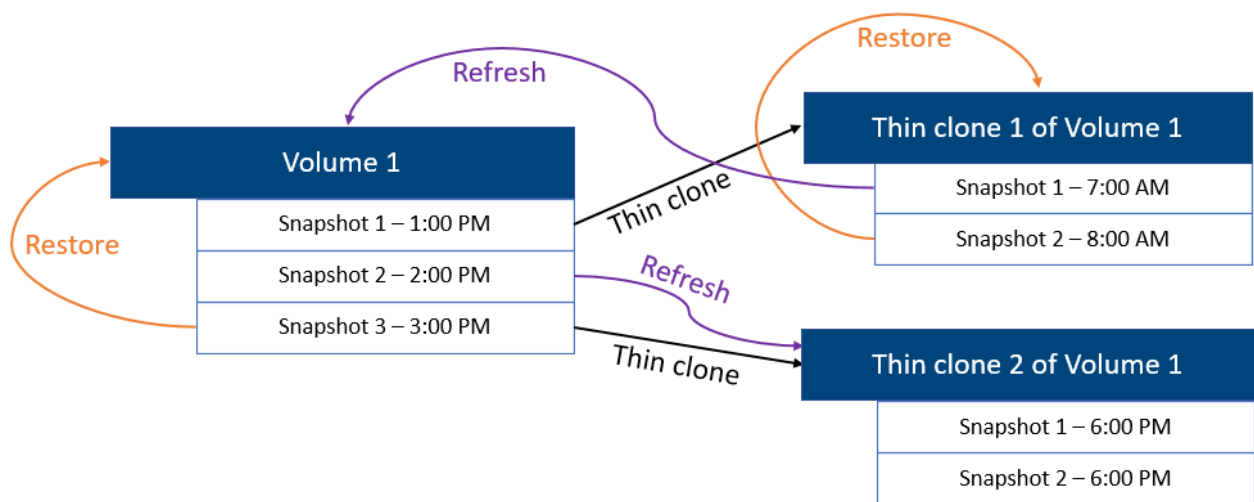 Restore
Refresh
Thin clone 1 of Volume 1
Volume 1
Snapshot 1 – 7:00 AM
Thin clone
Snapshot 1 – 1:00 PM
Snapshot 2 – 8:00 AM
Restore
Refresh
Snapshot 2 – 2:00 PM
Snapshot 3 – 3:00 PM
Thin clone
Thin clone 2 of Volume 1
Snapshot 1 – 6:00 PM
Snapshot 2 – 6:00 PM